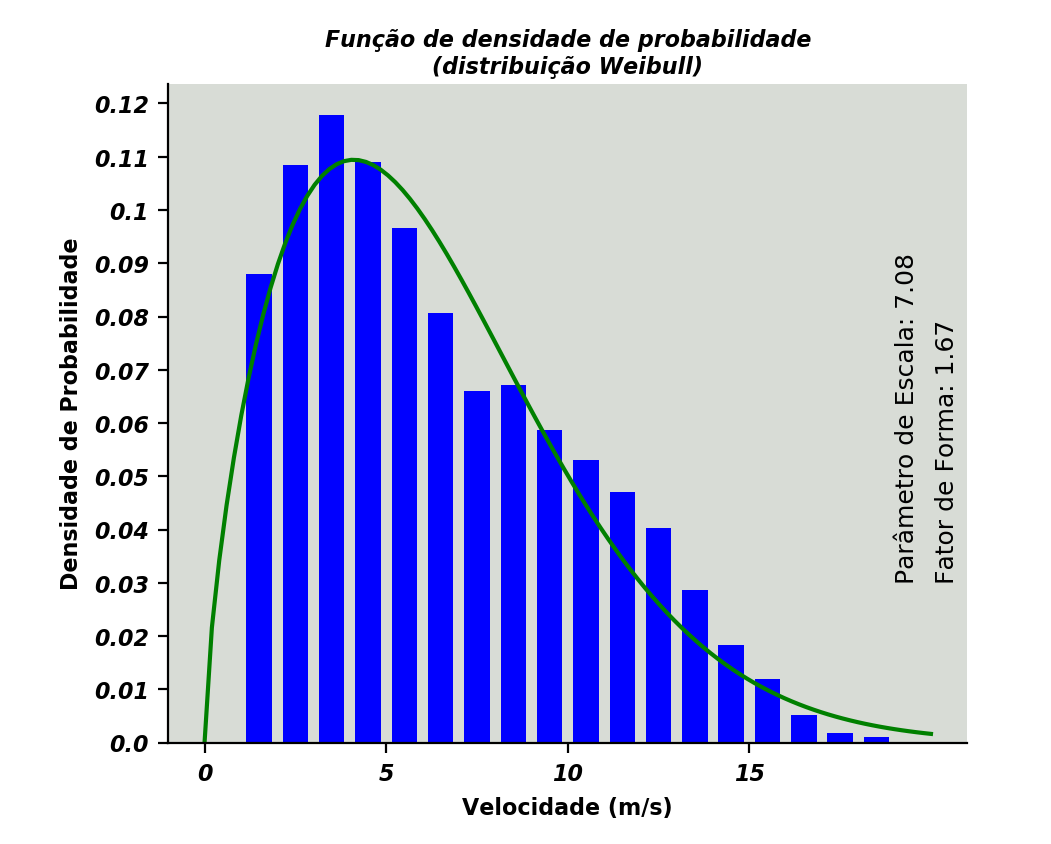 Função de densidade de probabilidade
(distribuição Weibull)
0.12
0.11
0.1
0.09
0.08
0.07
0.06
0.05
0.04
0.03
0.02
0.01
0.0
Densidade de Probabilidade
Parâmetro de Escala: 7.08
Fator de Forma: 1.67
0 5 10 15
Velocidade (m/s)